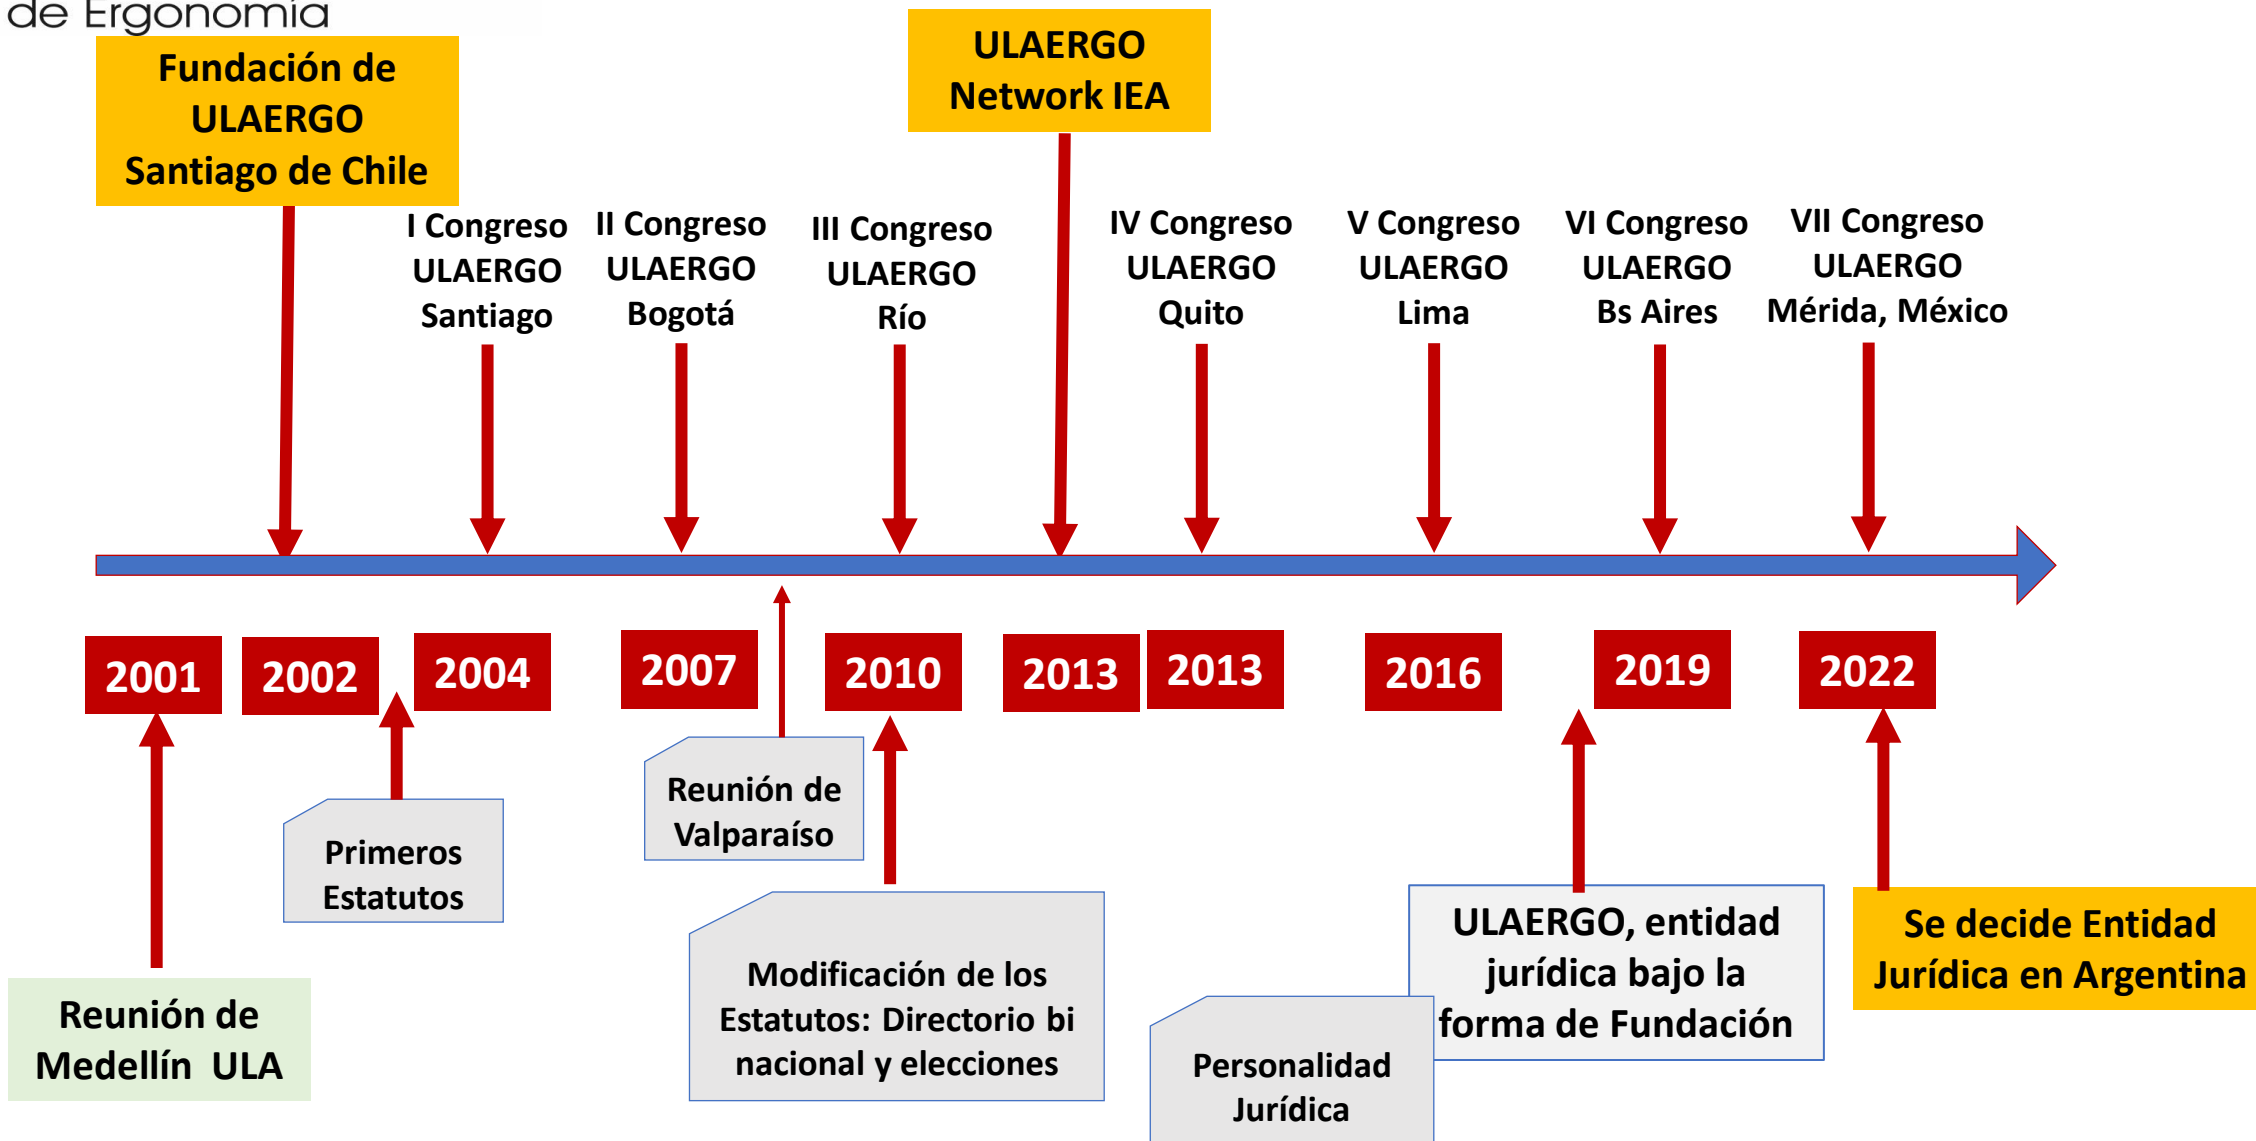 de Ergonomía
Fundación de
ULAERGO
Santiago de Chile
ULAERGO
Network IEA
I Congreso
ULAERGO
Santiago
II Congreso
ULAERGO
Bogotá
III Congreso
ULAERGO
Río
IV Congreso
ULAERGO
Quito
V Congreso
ULAERGO
Lima
VI Congreso
ULAERGO
Bs Aires
VII Congreso
ULAERGO
Mérida, México
2001
2002
2004
2007
2010
2013
2013
2016
2019
2022
Reunión de
Medellín ULA
Primeros
Estatutos
Reunión de
Valparaíso
Modificación de los
Estatutos: Directorio bi
nacional y elecciones
Personalidad
Jurídica
ULAERGO, entidad
jurídica bajo la
forma de Fundación
Se decide Entidad
Jurídica en Argentina